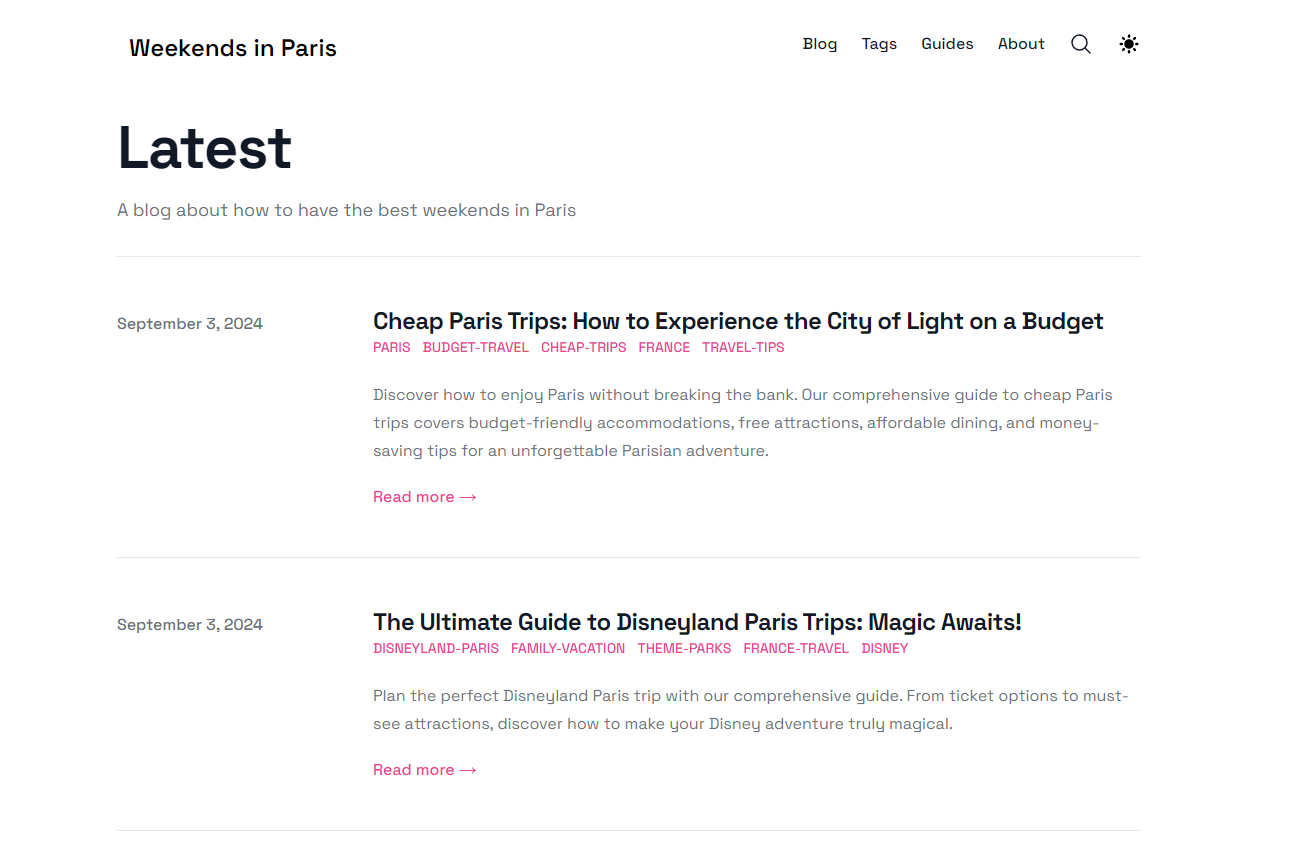 Weekends in Paris
Blog Tags Guides About
Latest
A blog about how to have the best weekends in Paris
September 3, 2024
Cheap Paris Trips: How to Experience the City of Light on a Budget
PARIS BUDGET-TRAVEL CHEAP-TRIPS FRANCE TRAVEL-TIPS
Discover how to enjoy Paris without breaking the bank. Our comprehensive guide to cheap Paris
trips covers budget-friendly accommodations, free attractions, affordable dining, and money-
saving tips for an unforgettable Parisian adventure.
Read more →
September 3, 2024
The Ultimate Guide to Disneyland Paris Trips: Magic Awaits!
DISNEYLAND-PARIS FAMILY-VACATION THEME-PARKS FRANCE-TRAVEL DISNEY
Plan the perfect Disneyland Paris trip with our comprehensive guide. From ticket options to must-
see attractions, discover how to make your Disney adventure truly magical.
Read more →